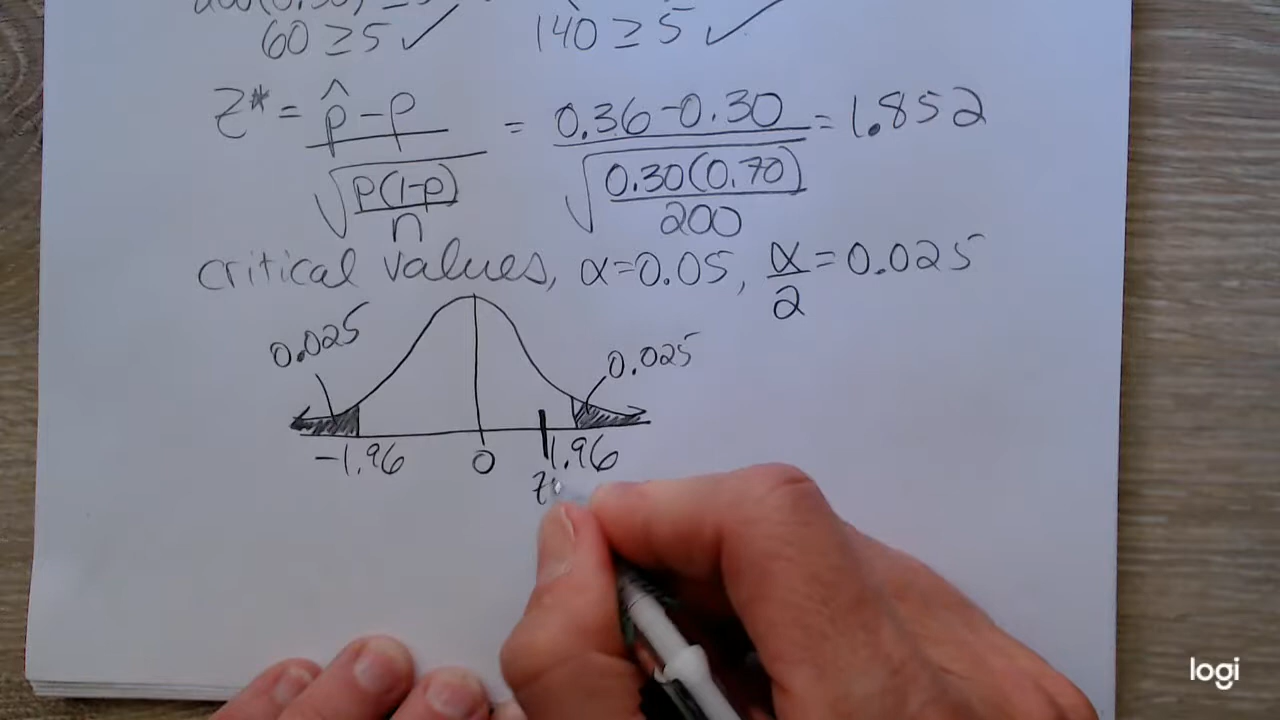 60 ≥ 5 ✓ 140 ≥ 5 ✓
Z* = p̂ - p / √(p(1-p)/n) = 0.36 - 0.30 / √(0.30(0.70)/200) = 1.852
critical values, α = 0.05, α/2 = 0.025
0.025 0.025
-1.96 0 1.96
logi